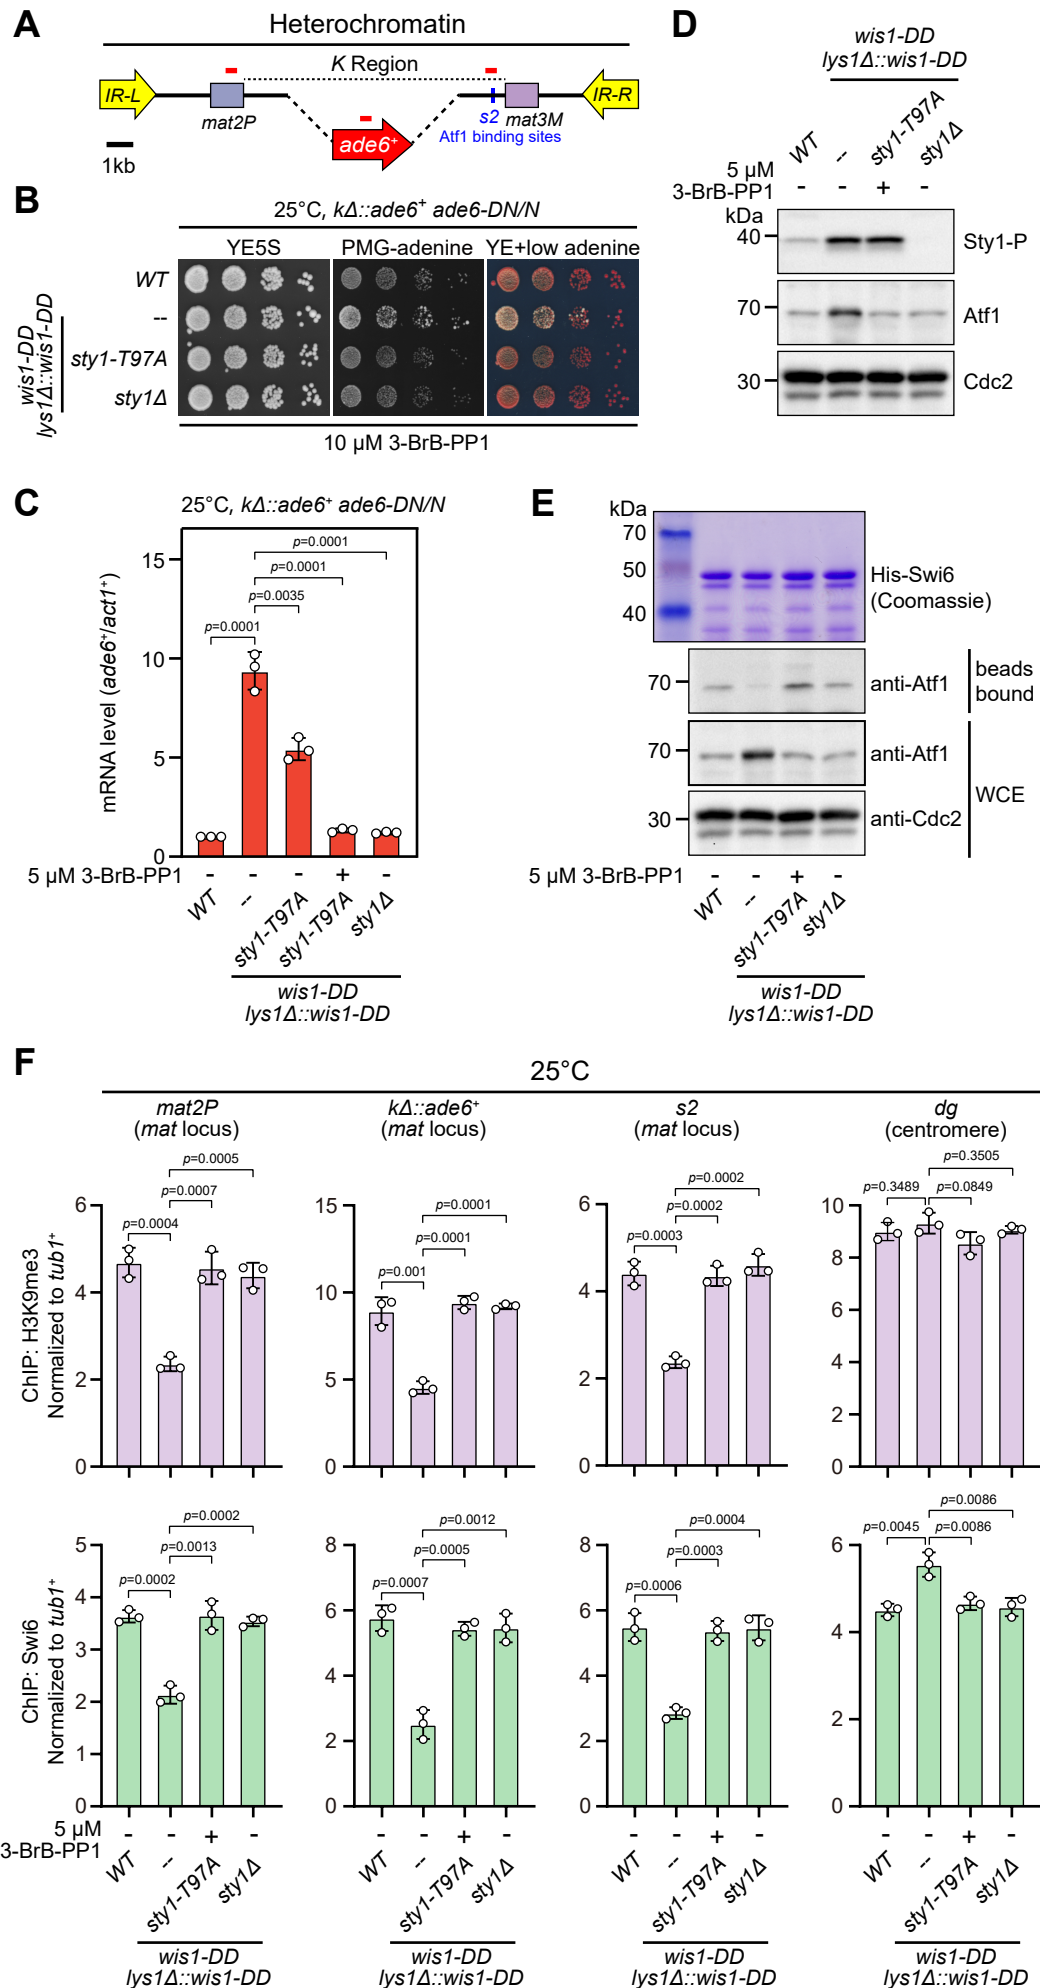 A
Heterochromatin
K Region
IR-L
mat2P
ade6+
s2
mat3M
IR-R
Atf1 binding sites
1kb
B
25°C, kΔ::ade6+ ade6-DN/N
YE5S
PMG-adenine
YE+low adenine
WT
--
sty1-T97A
sty1Δ
wis1-DD
lys1Δ::wis1-DD
10 µM 3-BrB-PP1
C
25°C, kΔ::ade6+ ade6-DN/N
mRNA level (ade6+/act1+)
15
10
5
0
p=0.0001
p=0.0001
p=0.0035
p=0.0001
5 µM 3-BrB-PP1
- - - + -
WT
--
sty1-T97A
sty1-T97A
sty1Δ
wis1-DD
lys1Δ::wis1-DD
D
wis1-DD
lys1Δ::wis1-DD
WT
--
sty1-T97A
sty1Δ
5 µM
3-BrB-PP1
- - + -
kDa
40
Sty1-P
70
Atf1
30
Cdc2
E
kDa
70
50
40
His-Swi6
(Coomassie)
70
anti-Atf1
beads
bound
70
anti-Atf1
30
anti-Cdc2
WCE
5 µM 3-BrB-PP1
- - + -
WT
--
sty1-T97A
sty1Δ
wis1-DD
lys1Δ::wis1-DD
F
25°C
mat2P
(mat locus)
kΔ::ade6+
(mat locus)
s2
(mat locus)
dg
(centromere)
ChIP: H3K9me3
Normalized to tub1+
6
4
2
0
p=0.0005
p=0.0007
p=0.0004
15
10
5
0
p=0.0001
p=0.0001
p=0.001
6
4
2
0
p=0.0002
p=0.0002
p=0.0003
10
8
6
4
2
0
p=0.3505
p=0.3489
p=0.0849
ChIP: Swi6
Normalized to tub1+
5
4
3
2
1
0
p=0.0002
p=0.0013
p=0.0002
8
6
4
2
0
p=0.0012
p=0.0005
p=0.0007
8
6
4
2
0
p=0.0004
p=0.0003
p=0.0006
6
4
2
0
p=0.0086
p=0.0045
p=0.0086
5 µM
3-BrB-PP1
- - + -
- - + -
- - + -
- - + -
WT
--
sty1-T97A
sty1Δ
WT
--
sty1-T97A
sty1Δ
WT
--
sty1-T97A
sty1Δ
WT
--
sty1-T97A
sty1Δ
wis1-DD
lys1Δ::wis1-DD
wis1-DD
lys1Δ::wis1-DD
wis1-DD
lys1Δ::wis1-DD
wis1-DD
lys1Δ::wis1-DD